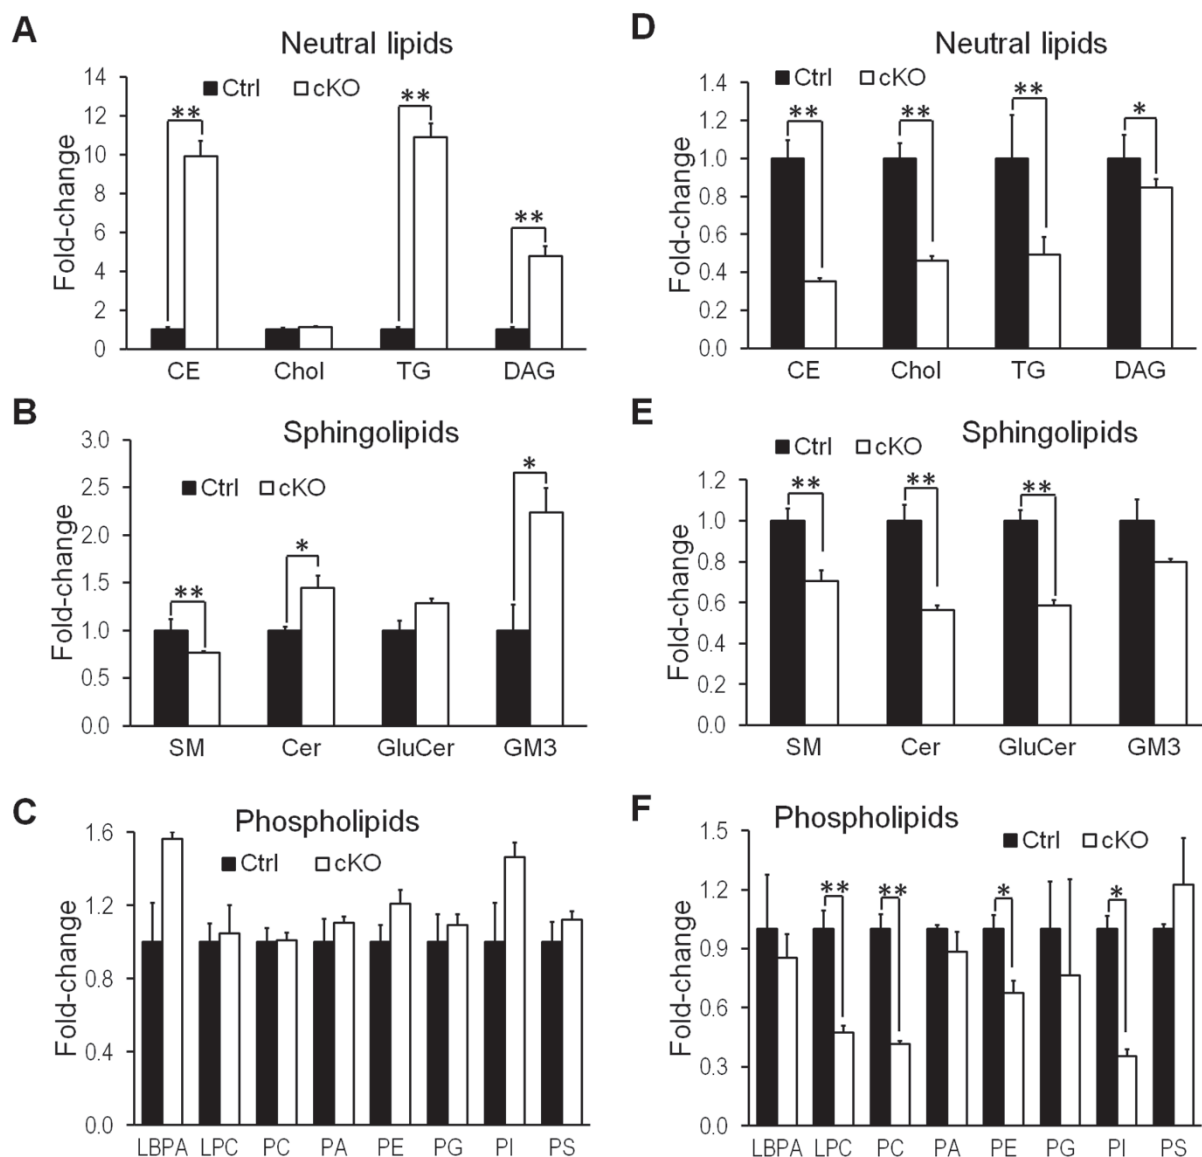 A
Neutral lipids
Ctrl cKO
Fold-change
14
12
10
8
6
4
2
0
** ** **
CE Chol TG DAG
B
Sphingolipids
Ctrl cKO
Fold-change
3.0
2.5
2.0
1.5
1.0
0.5
0.0
** * *
SM Cer GluCer GM3
C
Phospholipids
Ctrl cKO
Fold-change
1.6
1.2
0.8
0.4
0.0
LBPA LPC PC PA PE PG PI PS
D
Neutral lipids
Ctrl cKO
Fold-change
1.4
1.2
1.0
0.8
0.6
0.4
0.2
0.0
** ** ** *
CE Chol TG DAG
E
Sphingolipids
Ctrl cKO
Fold-change
1.2
1.0
0.8
0.6
0.4
0.2
0.0
** ** **
SM Cer GluCer GM3
F
Phospholipids
Ctrl cKO
Fold-change
1.5
1.2
0.9
0.6
0.3
0.0
** ** * *
LBPA LPC PC PA PE PG PI PS